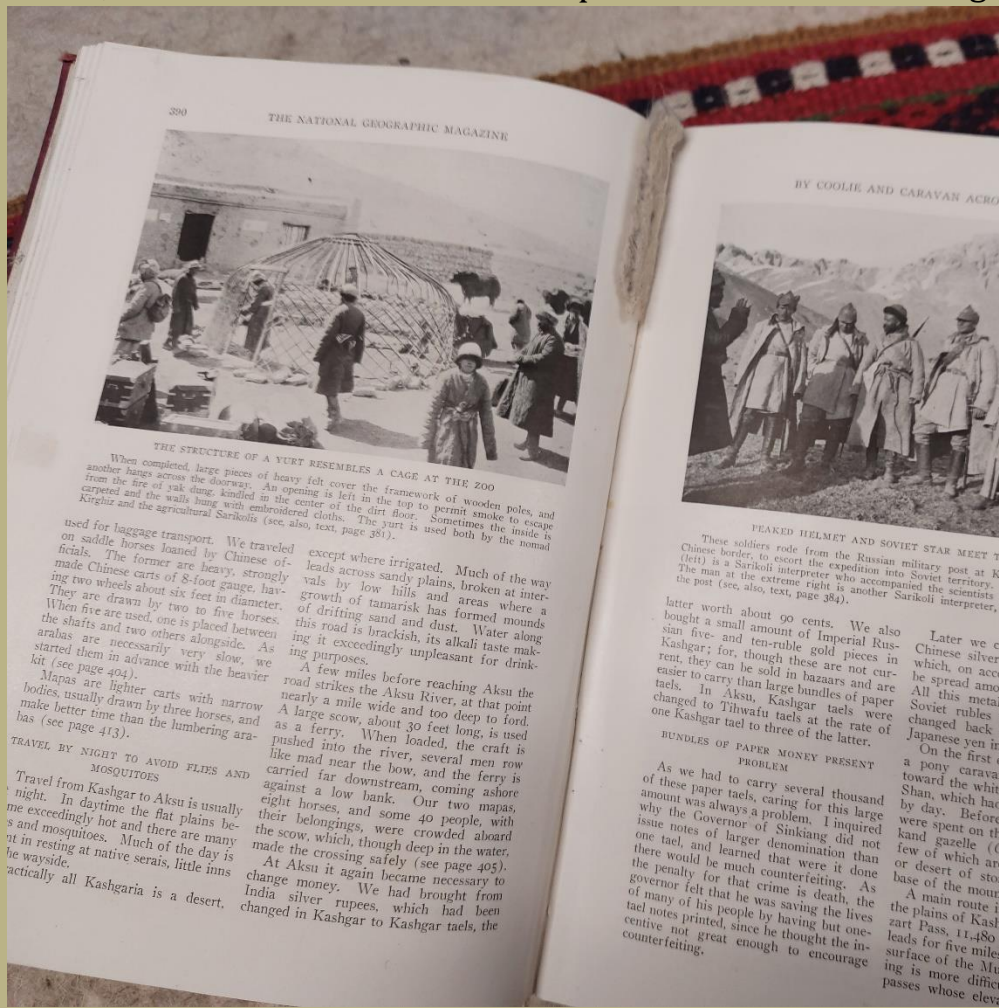 390
THE NATIONAL GEOGRAPHIC MAGAZINE
THE STRUCTURE OF A YURT RESEMBLES A CAGE AT THE ZOO
When completed, large pieces of heavy felt cover the framework of wooden poles, and
another hangs across the doorway. An opening is left in the top to permit smoke to escape
from the fire of yak dung, kindled in the center of the dirt floor. Sometimes the inside is
carpeted and the walls hung with embroidered cloths. The yurt is used both by the nomad
Kirghiz and the agricultural Sarikolis (see, also, text, page 381).
used for baggage transport. We traveled
on saddle horses loaned by Chinese of-
ficials. The former are heavy, strongly
made Chinese carts of 8-foot gauge, hav-
ing two wheels about six feet in diameter.
They are drawn by two to five horses.
When five are used, one is placed between
the shafts and two others alongside. As
arabas are necessarily very slow, we
started them in advance with the heavier
kit (see page 404).
Mapas are lighter carts with narrow
bodies, usually drawn by three horses, and
make better time than the lumbering ara-
bas (see page 413).
TRAVEL BY NIGHT TO AVOID FLIES AND
MOSQUITOES
Travel from Kashgar to Aksu is usually
night. In daytime the flat plains be-
me exceedingly hot and there are many
s and mosquitoes. Much of the day is
nt in resting at native serais, little inns
he wayside.
actically all Kashgaria is a desert,
except where irrigated. Much of the way
leads across sandy plains, broken at inter-
vals by low hills and areas where a
growth of tamarisk has formed mounds
of drifting sand and dust. Water along
this road is brackish, its alkali taste mak-
ing it exceedingly unpleasant for drink-
ing purposes.
A few miles before reaching Aksu the
road strikes the Aksu River, at that point
nearly a mile wide and too deep to ford.
A large scow, about 30 feet long, is used
as a ferry. When loaded, the craft is
pushed into the river, several men row
like mad near the bow, and the ferry is
carried far downstream, coming ashore
against a low bank. Our two mapas,
eight horses, and some 40 people, with
their belongings, were crowded aboard
the scow, which, though deep in the water,
made the crossing safely (see page 405).
At Aksu it again became necessary to
change money. We had brought from
India silver rupees, which had been
changed in Kashgar to Kashgar taels, the
BY COOLIE AND CARAVAN ACRO
PEAKED HELMET AND SOVIET STAR MEET T
These soldiers rode from the Russian military post at K
Chinese border, to escort the expedition into Soviet territory.
(left) is a Sarikoli interpreter who accompanied the scientists
The man at the extreme right is another Sarikoli interpreter,
the post (see, also, text, page 384).
latter worth about 90 cents. We also
bought a small amount of Imperial Rus-
sian five- and ten-ruble gold pieces in
Kashgar; for, though these are not cur-
rent, they can be sold in bazaars and are
easier to carry than large bundles of paper
taels. In Aksu, Kashgar taels were
changed to Tihwafu taels at the rate of
one Kashgar tael to three of the latter.
BUNDLES OF PAPER MONEY PRESENT
PROBLEM
As we had to carry several thousand
of these paper taels, caring for this large
amount was always a problem. I inquired
why the Governor of Sinkiang did not
issue notes of larger denomination than
one tael, and learned that were it done
there would be much counterfeiting. As
the penalty for that crime is death, the
governor felt that he was saving the lives
of many of his people by having but one-
tael notes printed, since he thought the in-
centive not great enough to encourage
counterfeiting.
Later we e
Chinese silver
which, on acc
be spread amo
All this metal
Soviet rubles
changed back
Japanese yen in
On the first
a pony carava
toward the whit
Shan, which had
by day. Before
were spent on th
kand gazelle (G
few of which ar
or desert of sto
base of the moun
A main route i
the plains of Kash
zart Pass, 11,480
leads for five miles
surface of the Mu
ing is more diffic
passes whose elev